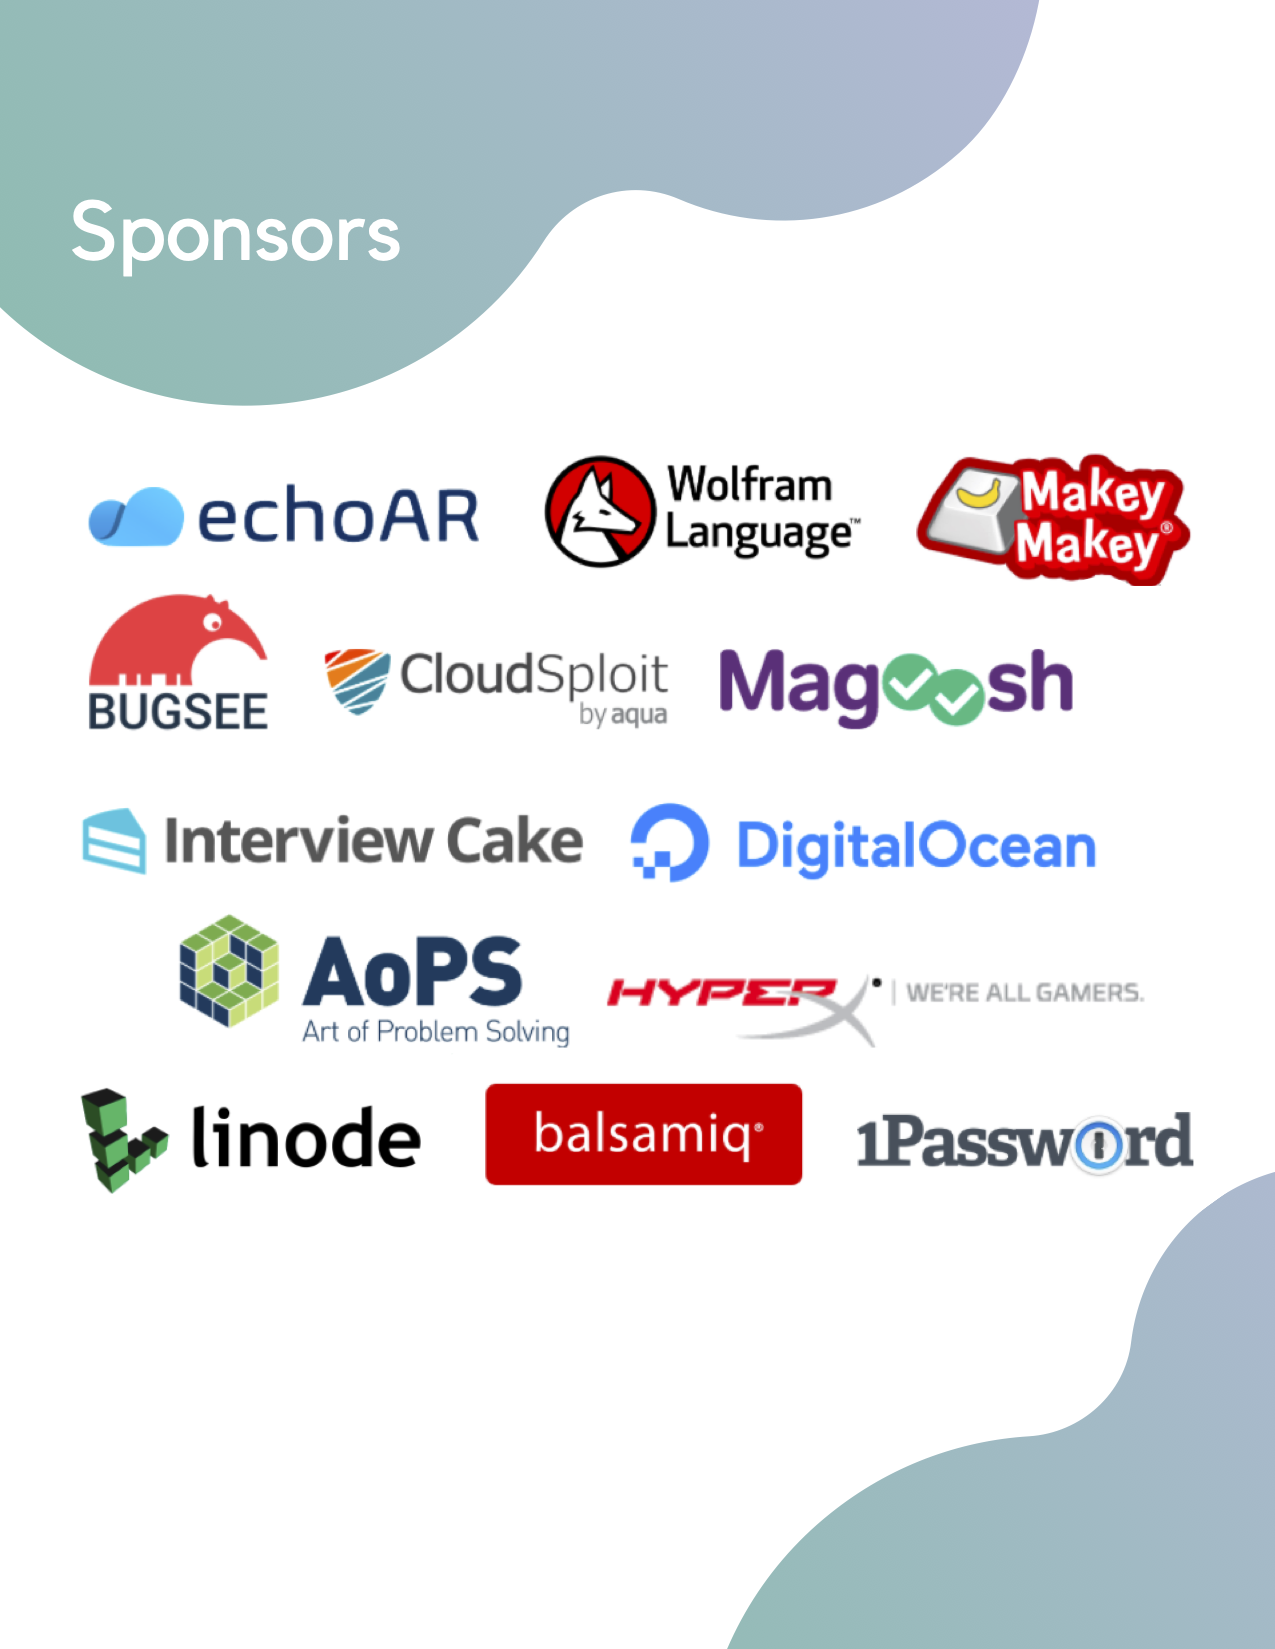 Sponsors
echoAR
Wolfram
Language™
Makey
Makey®
BUGSEE
CloudSploit
by aqua
Magoosh
Interview Cake
DigitalOcean
AoPS
Art of Problem Solving
HYPERX | WE'RE ALL GAMERS.
linode
balsamiq®
1Password